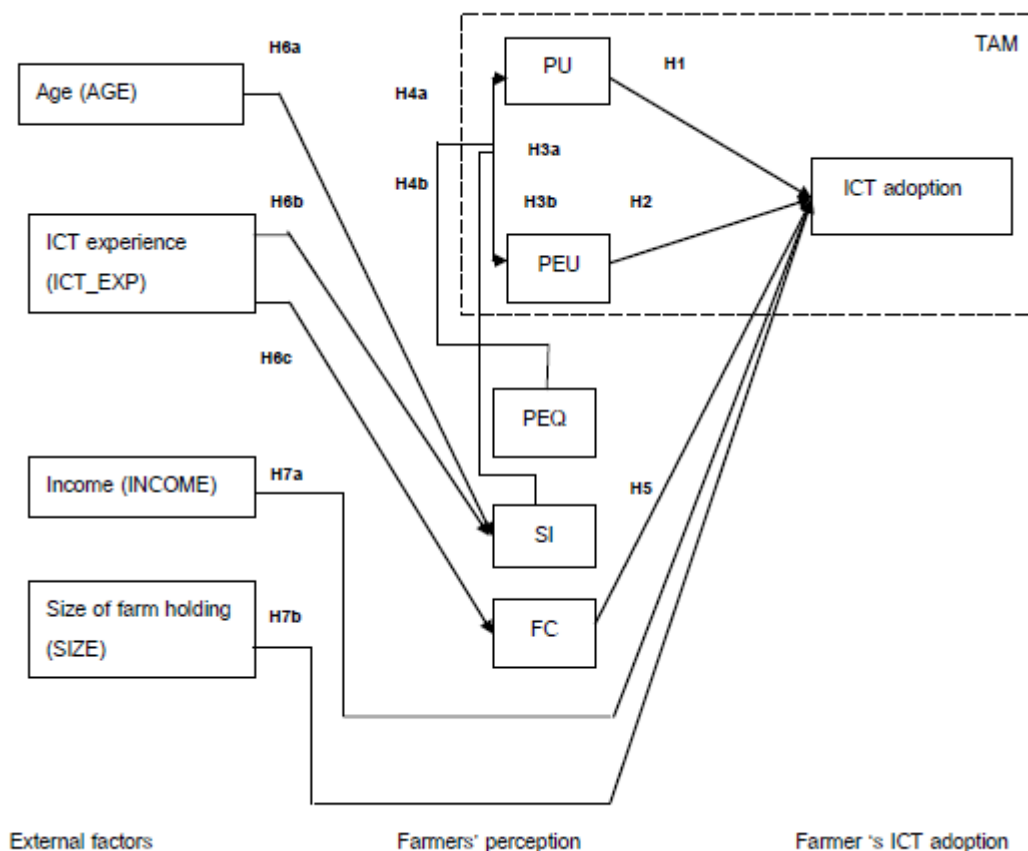 TAM
H6a
PU
H1
Age (AGE)
H4a
H3a
ICT adoption
H4b
H6b
H3b
H2
ICT experience
(ICT_EXP)
PEU
H6c
PEQ
Income (INCOME)
H7a
H5
SI
Size of farm holding
(SIZE)
H7b
FC
External factors
Farmers' perception
Farmer 's ICT adoption